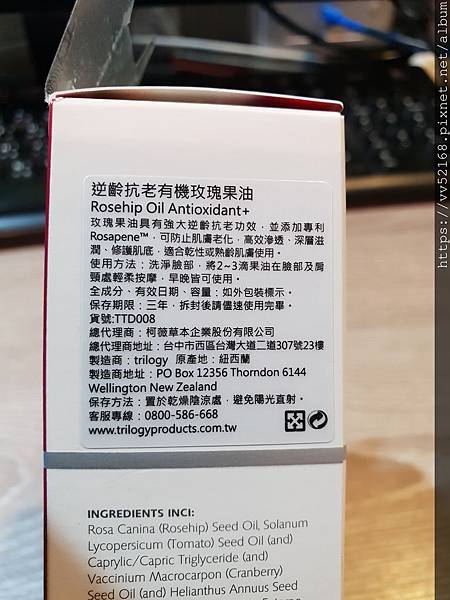 逆齡抗老有機玫瑰果油
Rosehip Oil Antioxidant+
玫瑰果油具有強大逆齡抗老功效，並添加專利
Rosapene™，可防止肌膚老化，高效滲透、深層滋
潤、修護肌底，適合乾性或熟齡肌膚使用。
使用方法：洗淨臉部，將2~3滴果油在臉部及肩
頸處輕柔按摩，早晚皆可使用。
全成分、有效日期、容量：如外包裝標示。
保存期限：三年，拆封後請儘速使用完畢。
貨號:TTD008
總代理商：柯薇草本企業股份有限公司
總代理商地址：台中市西區台灣大道二段307號23樓
製造商：trilogy 原產地：紐西蘭
製造商地址：PO Box 12356 Thorndon 6144
Wellington New Zealand
保存方法：置於乾燥陰涼處，避免陽光直射。
客服專線：0800-586-668
www.trilogyproducts.com.tw
INGREDIENTS INCI:
Rosa Canina (Rosehip) Seed Oil, Solanum
Lycopersicum (Tomato) Seed Oil (and)
Caprylic/Capric Triglyceride (and)
Vaccinium Macrocarpon (Cranberry)
Seed Oil (and) Helianthus Annuus Seed
https://vv52168.pixnet.net/album